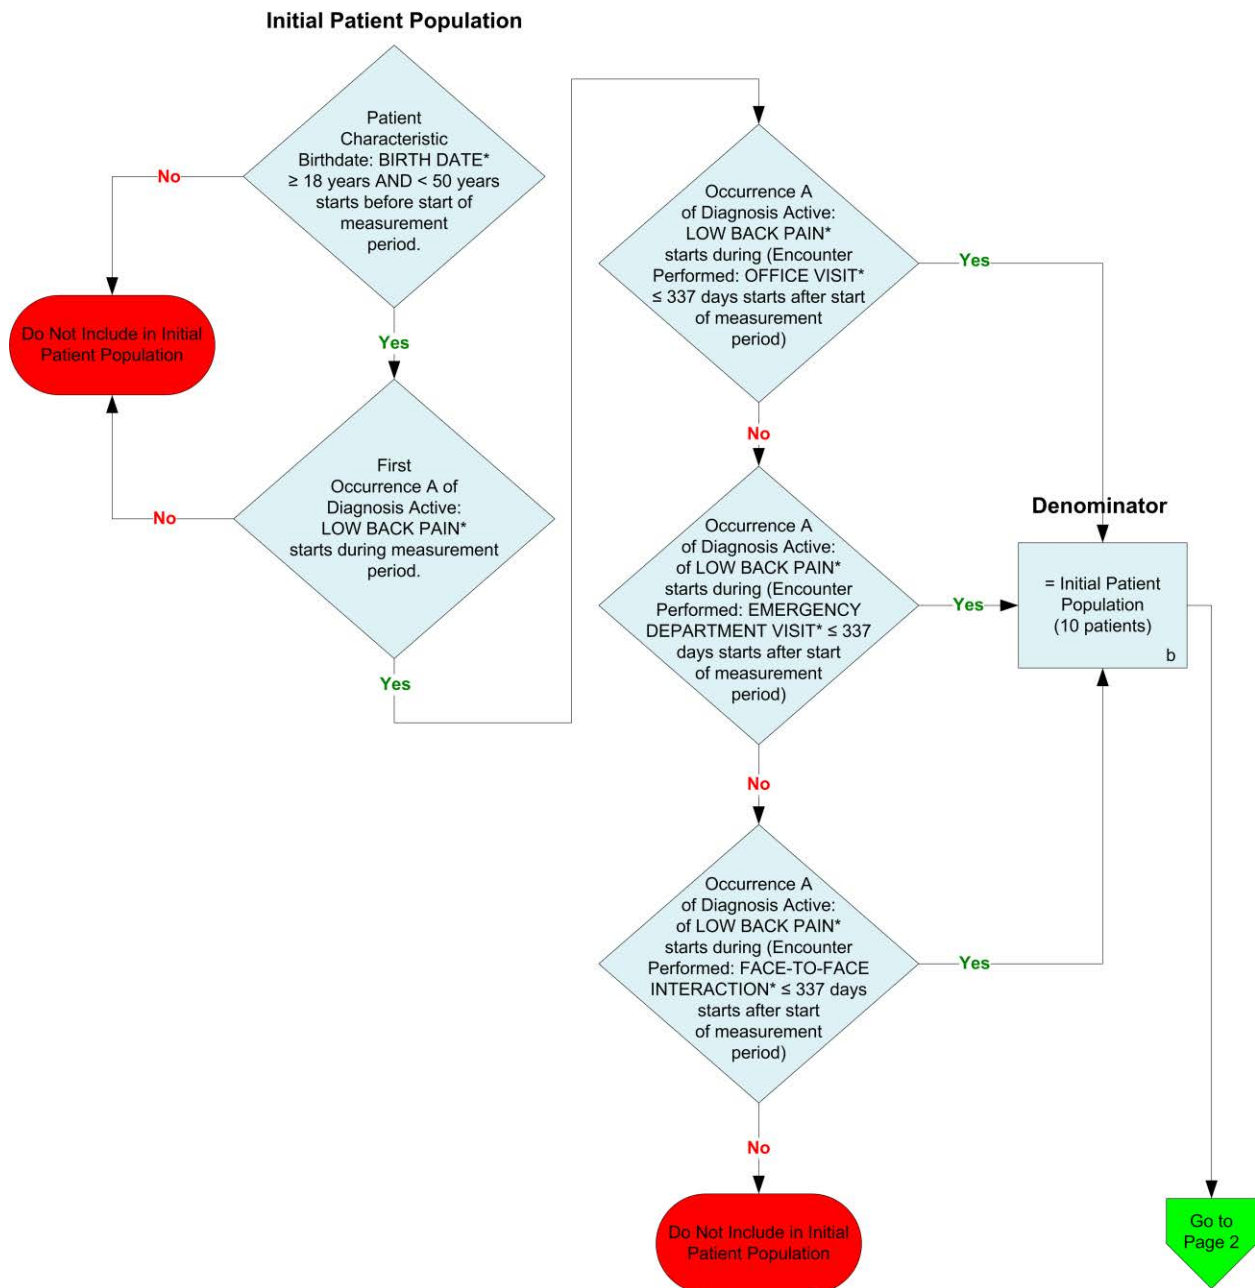 Initial Patient Population
Patient
Characteristic
Birthdate: BIRTH DATE*
≥ 18 years AND < 50 years
starts before start of
measurement
period.
No
Do Not Include in Initial
Patient Population
Yes
First
Occurrence A of
Diagnosis Active:
LOW BACK PAIN*
starts during measurement
period.
No
Yes
Occurrence A
of Diagnosis Active:
LOW BACK PAIN*
starts during (Encounter
Performed: OFFICE VISIT*
≤ 337 days starts after start
of measurement
period)
Yes
No
Occurrence A
of Diagnosis Active:
of LOW BACK PAIN*
starts during (Encounter
Performed: EMERGENCY
DEPARTMENT VISIT* ≤ 337
days starts after start
of measurement
period)
Yes
No
Occurrence A
of Diagnosis Active:
of LOW BACK PAIN*
starts during (Encounter
Performed: FACE-TO-FACE
INTERACTION* ≤ 337 days
starts after start
of measurement
period)
Yes
No
Do Not Include in Initial
Patient Population
Denominator
= Initial Patient
Population
(10 patients)
b
Go to
Page 2